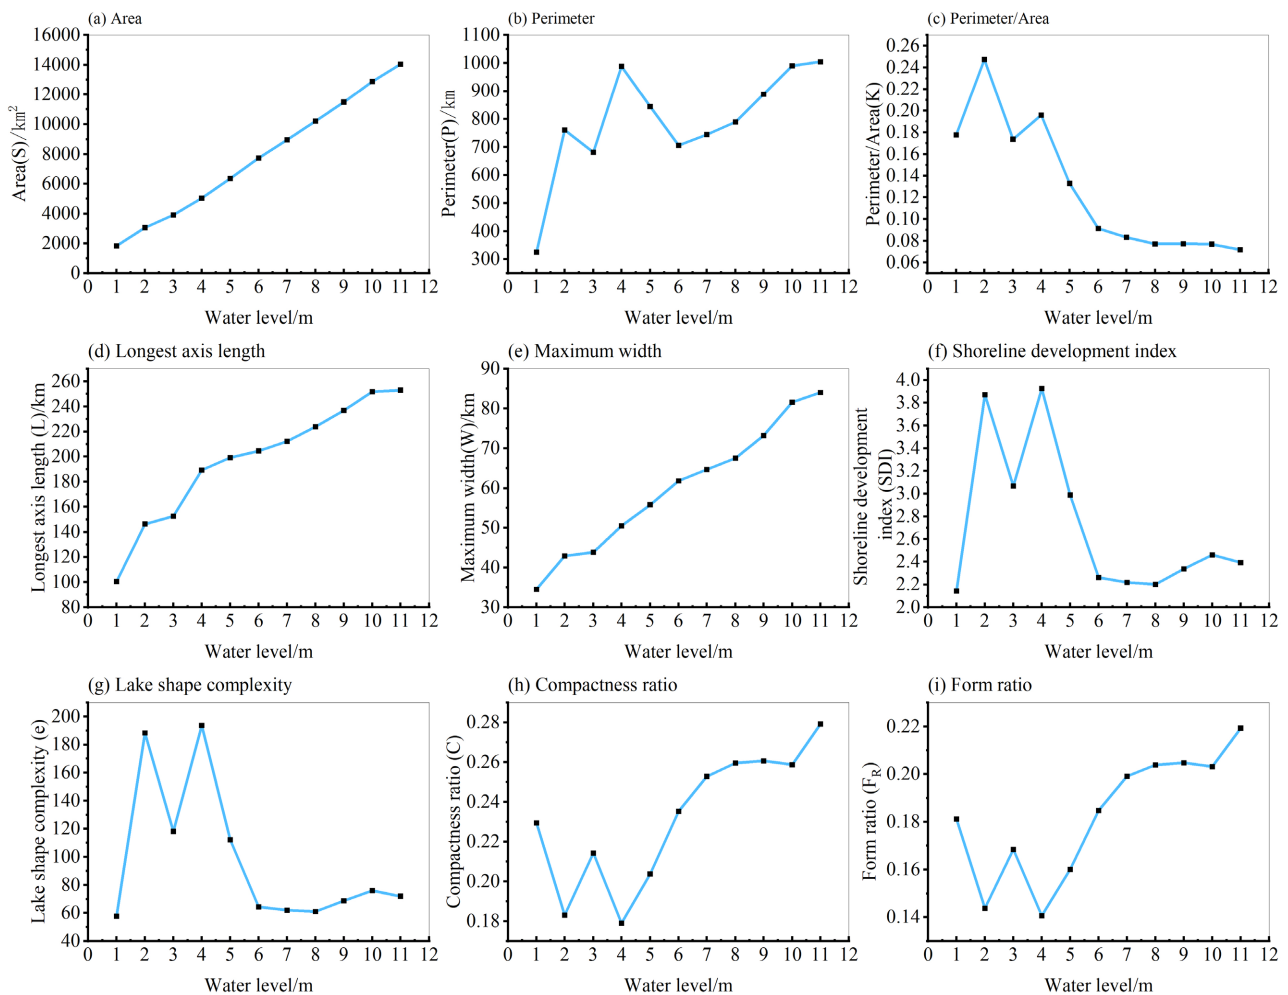 (a) Area
16000
14000
12000
10000
8000
6000
4000
2000
0
Area(S)/km²
0 1 2 3 4 5 6 7 8 9 10 11 12
Water level/m
(b) Perimeter
1100
1000
900
800
700
600
500
400
300
Perimeter(P)/km
0 1 2 3 4 5 6 7 8 9 10 11 12
Water level/m
(c) Perimeter/Area
0.26
0.24
0.22
0.20
0.18
0.16
0.14
0.12
0.10
0.08
0.06
Perimeter/Area(K)
0 1 2 3 4 5 6 7 8 9 10 11 12
Water level/m
(d) Longest axis length
260
240
220
200
180
160
140
120
100
80
Longest axis length (L)/km
0 1 2 3 4 5 6 7 8 9 10 11 12
Water level/m
(e) Maximum width
90
80
70
60
50
40
30
Maximum width(W)/km
0 1 2 3 4 5 6 7 8 9 10 11 12
Water level/m
(f) Shoreline development index
4.0
3.8
3.6
3.4
3.2
3.0
2.8
2.6
2.4
2.2
2.0
Shoreline development
index (SDI)
0 1 2 3 4 5 6 7 8 9 10 11 12
Water level/m
(g) Lake shape complexity
200
180
160
140
120
100
80
60
40
Lake shape complexity (e)
0 1 2 3 4 5 6 7 8 9 10 11 12
Water level/m
(h) Compactness ratio
0.28
0.26
0.24
0.22
0.20
0.18
Compactness ratio (C)
0 1 2 3 4 5 6 7 8 9 10 11 12
Water level/m
(i) Form ratio
0.22
0.20
0.18
0.16
0.14
Form ratio (F_R)
0 1 2 3 4 5 6 7 8 9 10 11 12
Water level/m